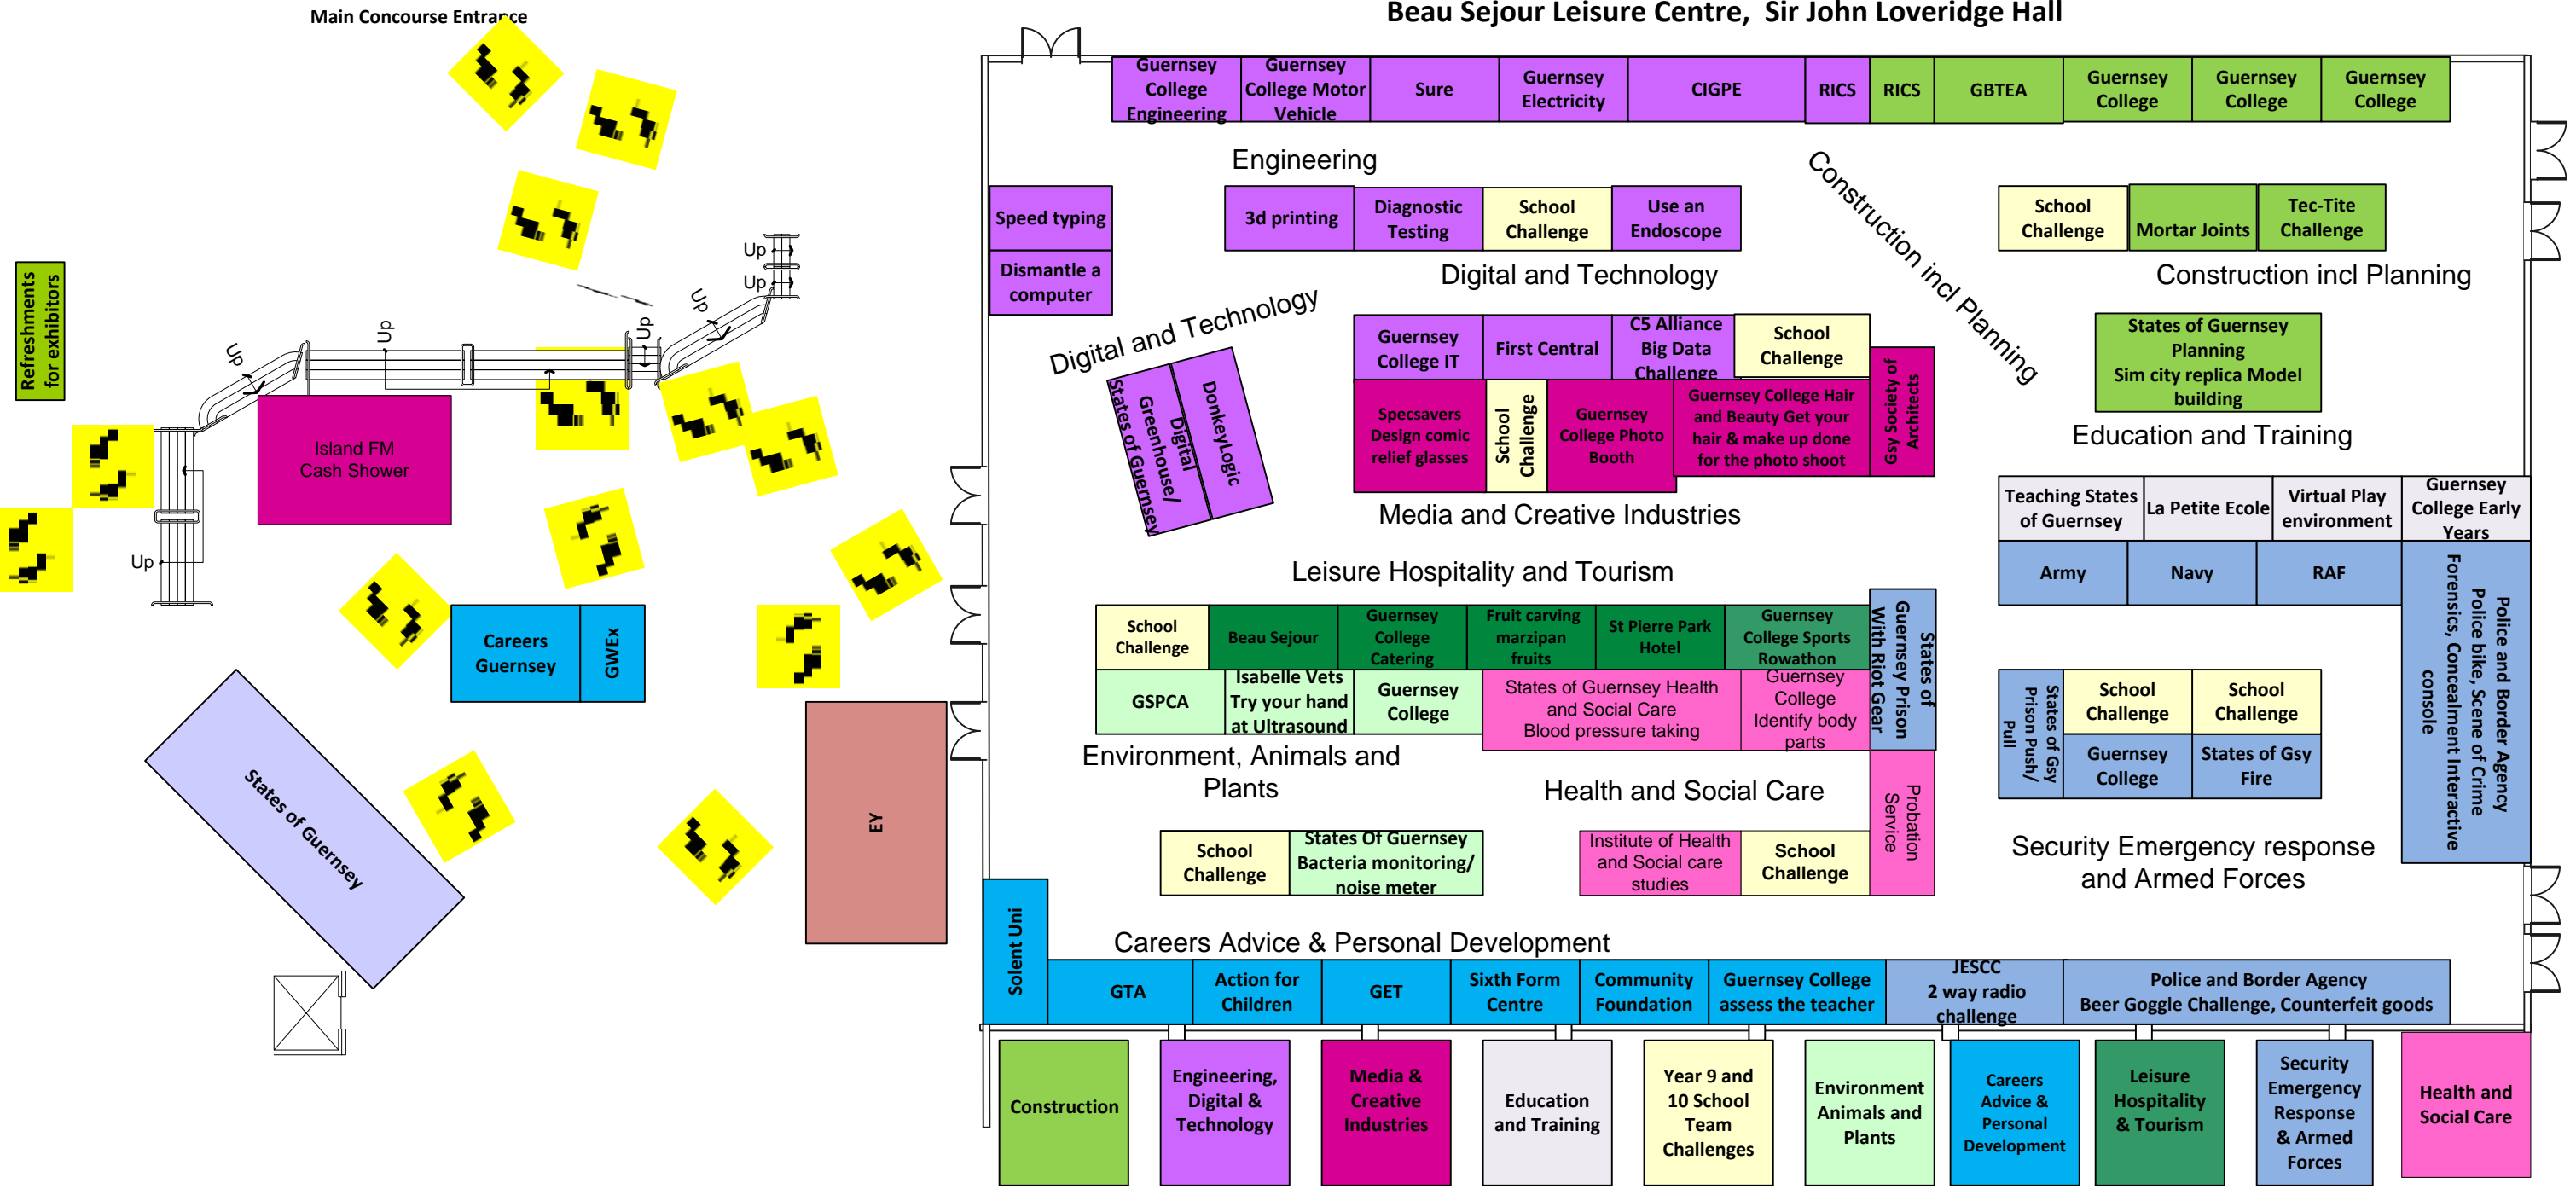 Main Concourse Entrance
Beau Sejour Leisure Centre,  Sir John Loveridge Hall
Guernsey
College
Engineering
Guernsey
College Motor
Vehicle
Sure
Guernsey
Electricity
CIGPE
RICS
RICS
GBTEA
Guernsey
College
Guernsey
College
Guernsey
College
Engineering
Construction incl Planning
Speed typing
3d printing
Diagnostic
Testing
School
Challenge
Use an
Endoscope
School
Challenge
Mortar Joints
Tec-Tite
Challenge
Dismantle a
computer
Digital and Technology
Construction incl Planning
Refreshments
for exhibitors
Up
Up
Up
Up
Up
Up
Up
Digital and Technology
Guernsey
College IT
First Central
C5 Alliance
Big Data
Challenge
School
Challenge
Gsy Society of
Architects
States of Guernsey
Planning
Sim city replica Model
building
States of Guernsey
Greenhouse/
Digital
DonkeyLogic
Specsavers
Design comic
relief glasses
School
Challenge
Guernsey
College Photo
Booth
Guernsey College Hair
and Beauty Get your
hair & make up done
for the photo shoot
Education and Training
Island FM
Cash Shower
Media and Creative Industries
Teaching States
of Guernsey
La Petite Ecole
Virtual Play
environment
Guernsey
College Early
Years
Army
Navy
RAF
Police and Border Agency
Police bike, Scene of Crime
Forensics, Concealment Interactive
console
Leisure Hospitality and Tourism
Careers
Guernsey
GWEx
School
Challenge
Beau Sejour
Guernsey
College
Catering
Fruit carving
marzipan
fruits
St Pierre Park
Hotel
Guernsey
College Sports
Rowathon
States of
Guernsey Prison
With Riot Gear
GSPCA
Isabelle Vets
Try your hand
at Ultrasound
Guernsey
College
States of Guernsey Health
and Social Care
Blood pressure taking
Guernsey
College
Identify body
parts
States of Gsy
Prison Push/
Pull
School
Challenge
School
Challenge
Guernsey
College
States of Gsy
Fire
States of Guernsey
EY
Environment, Animals and
Plants
Health and Social Care
Probation
Service
School
Challenge
States Of Guernsey
Bacteria monitoring/
noise meter
Institute of Health
and Social care
studies
School
Challenge
Security Emergency response
and Armed Forces
Solent Uni
Careers Advice & Personal Development
GTA
Action for
Children
GET
Sixth Form
Centre
Community
Foundation
Guernsey College
assess the teacher
JESCC
2 way radio
challenge
Police and Border Agency
Beer Goggle Challenge, Counterfeit goods
Construction
Engineering,
Digital &
Technology
Media &
Creative
Industries
Education
and Training
Year 9 and
10 School
Team
Challenges
Environment
Animals and
Plants
Careers
Advice &
Personal
Development
Leisure
Hospitality
& Tourism
Security
Emergency
Response
& Armed
Forces
Health and
Social Care